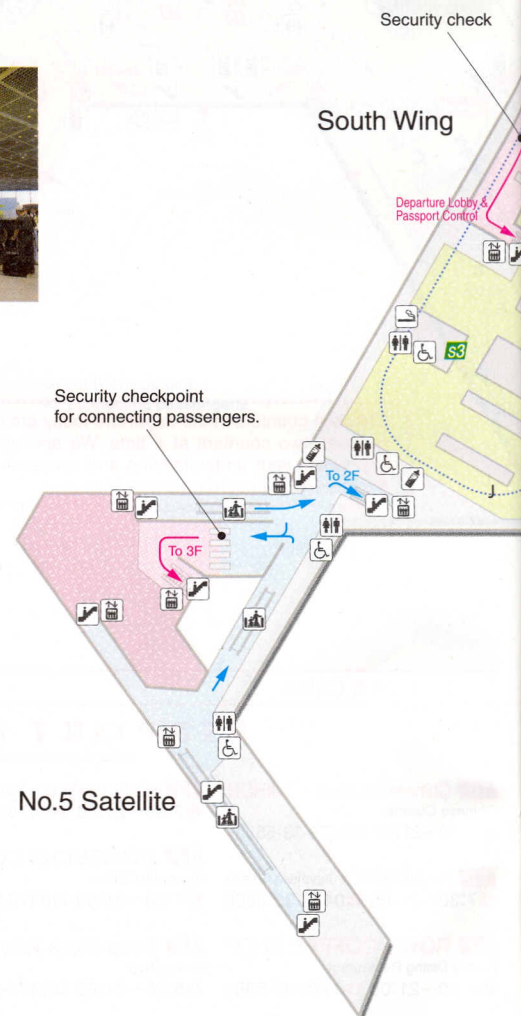 Security check
South Wing
Departure Lobby &
Passport Control
S3
Security checkpoint
for connecting passengers.
To 2F
To 3F
No.5 Satellite